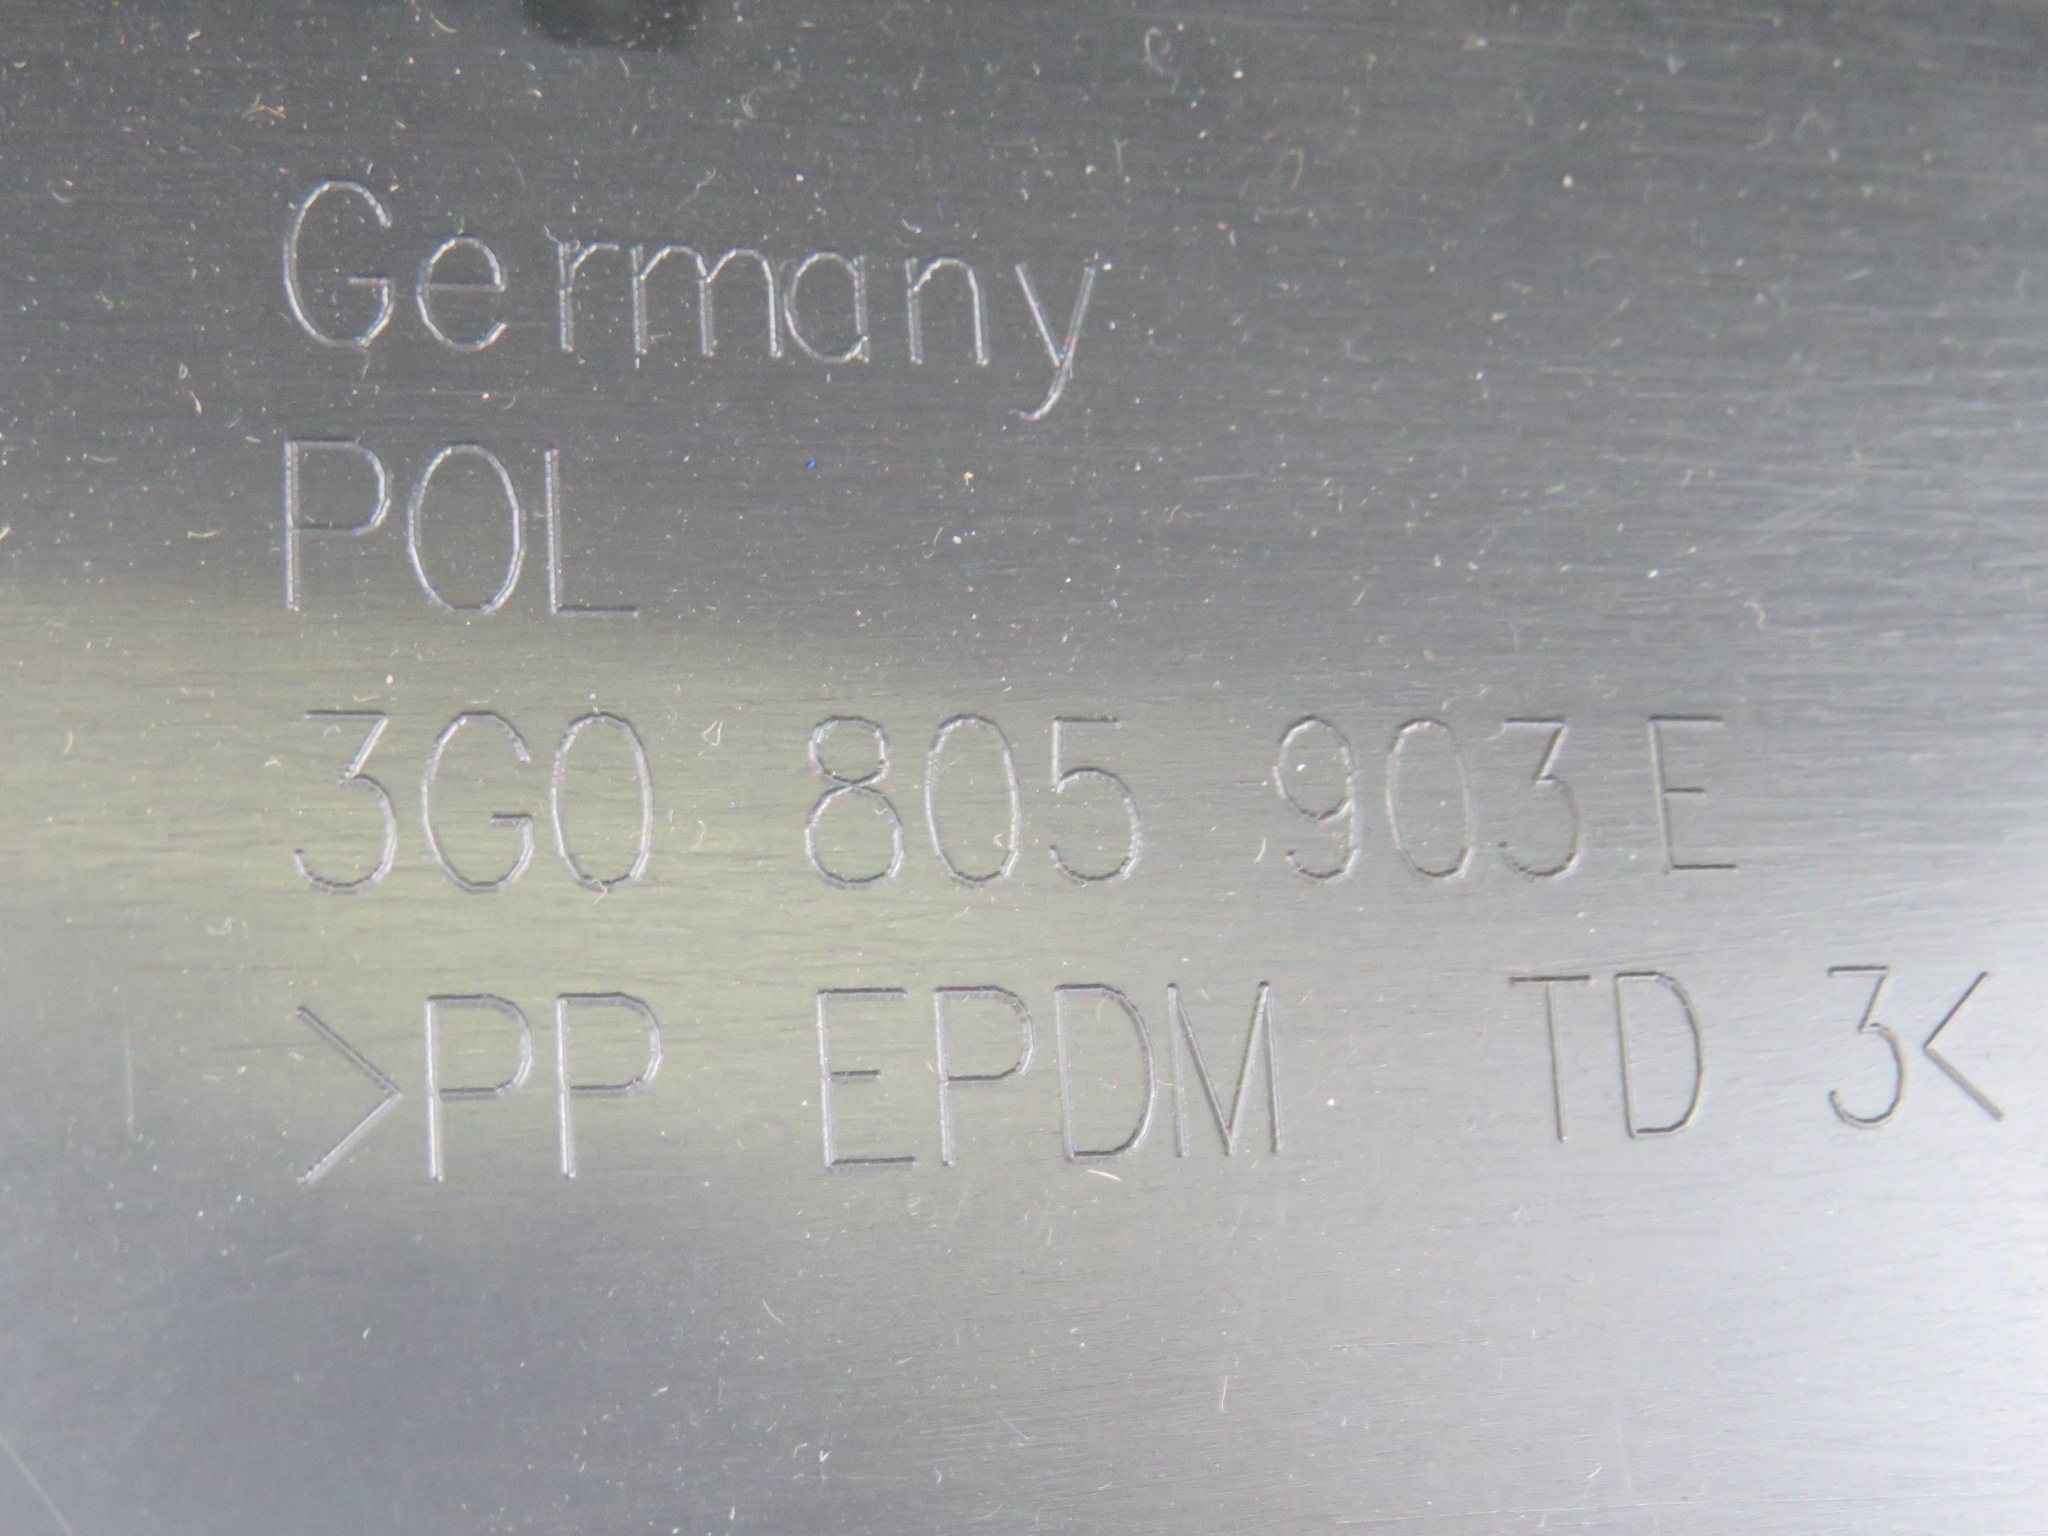 Germany
POL
3G0 805 903 E
>PP EPDM TD 3<